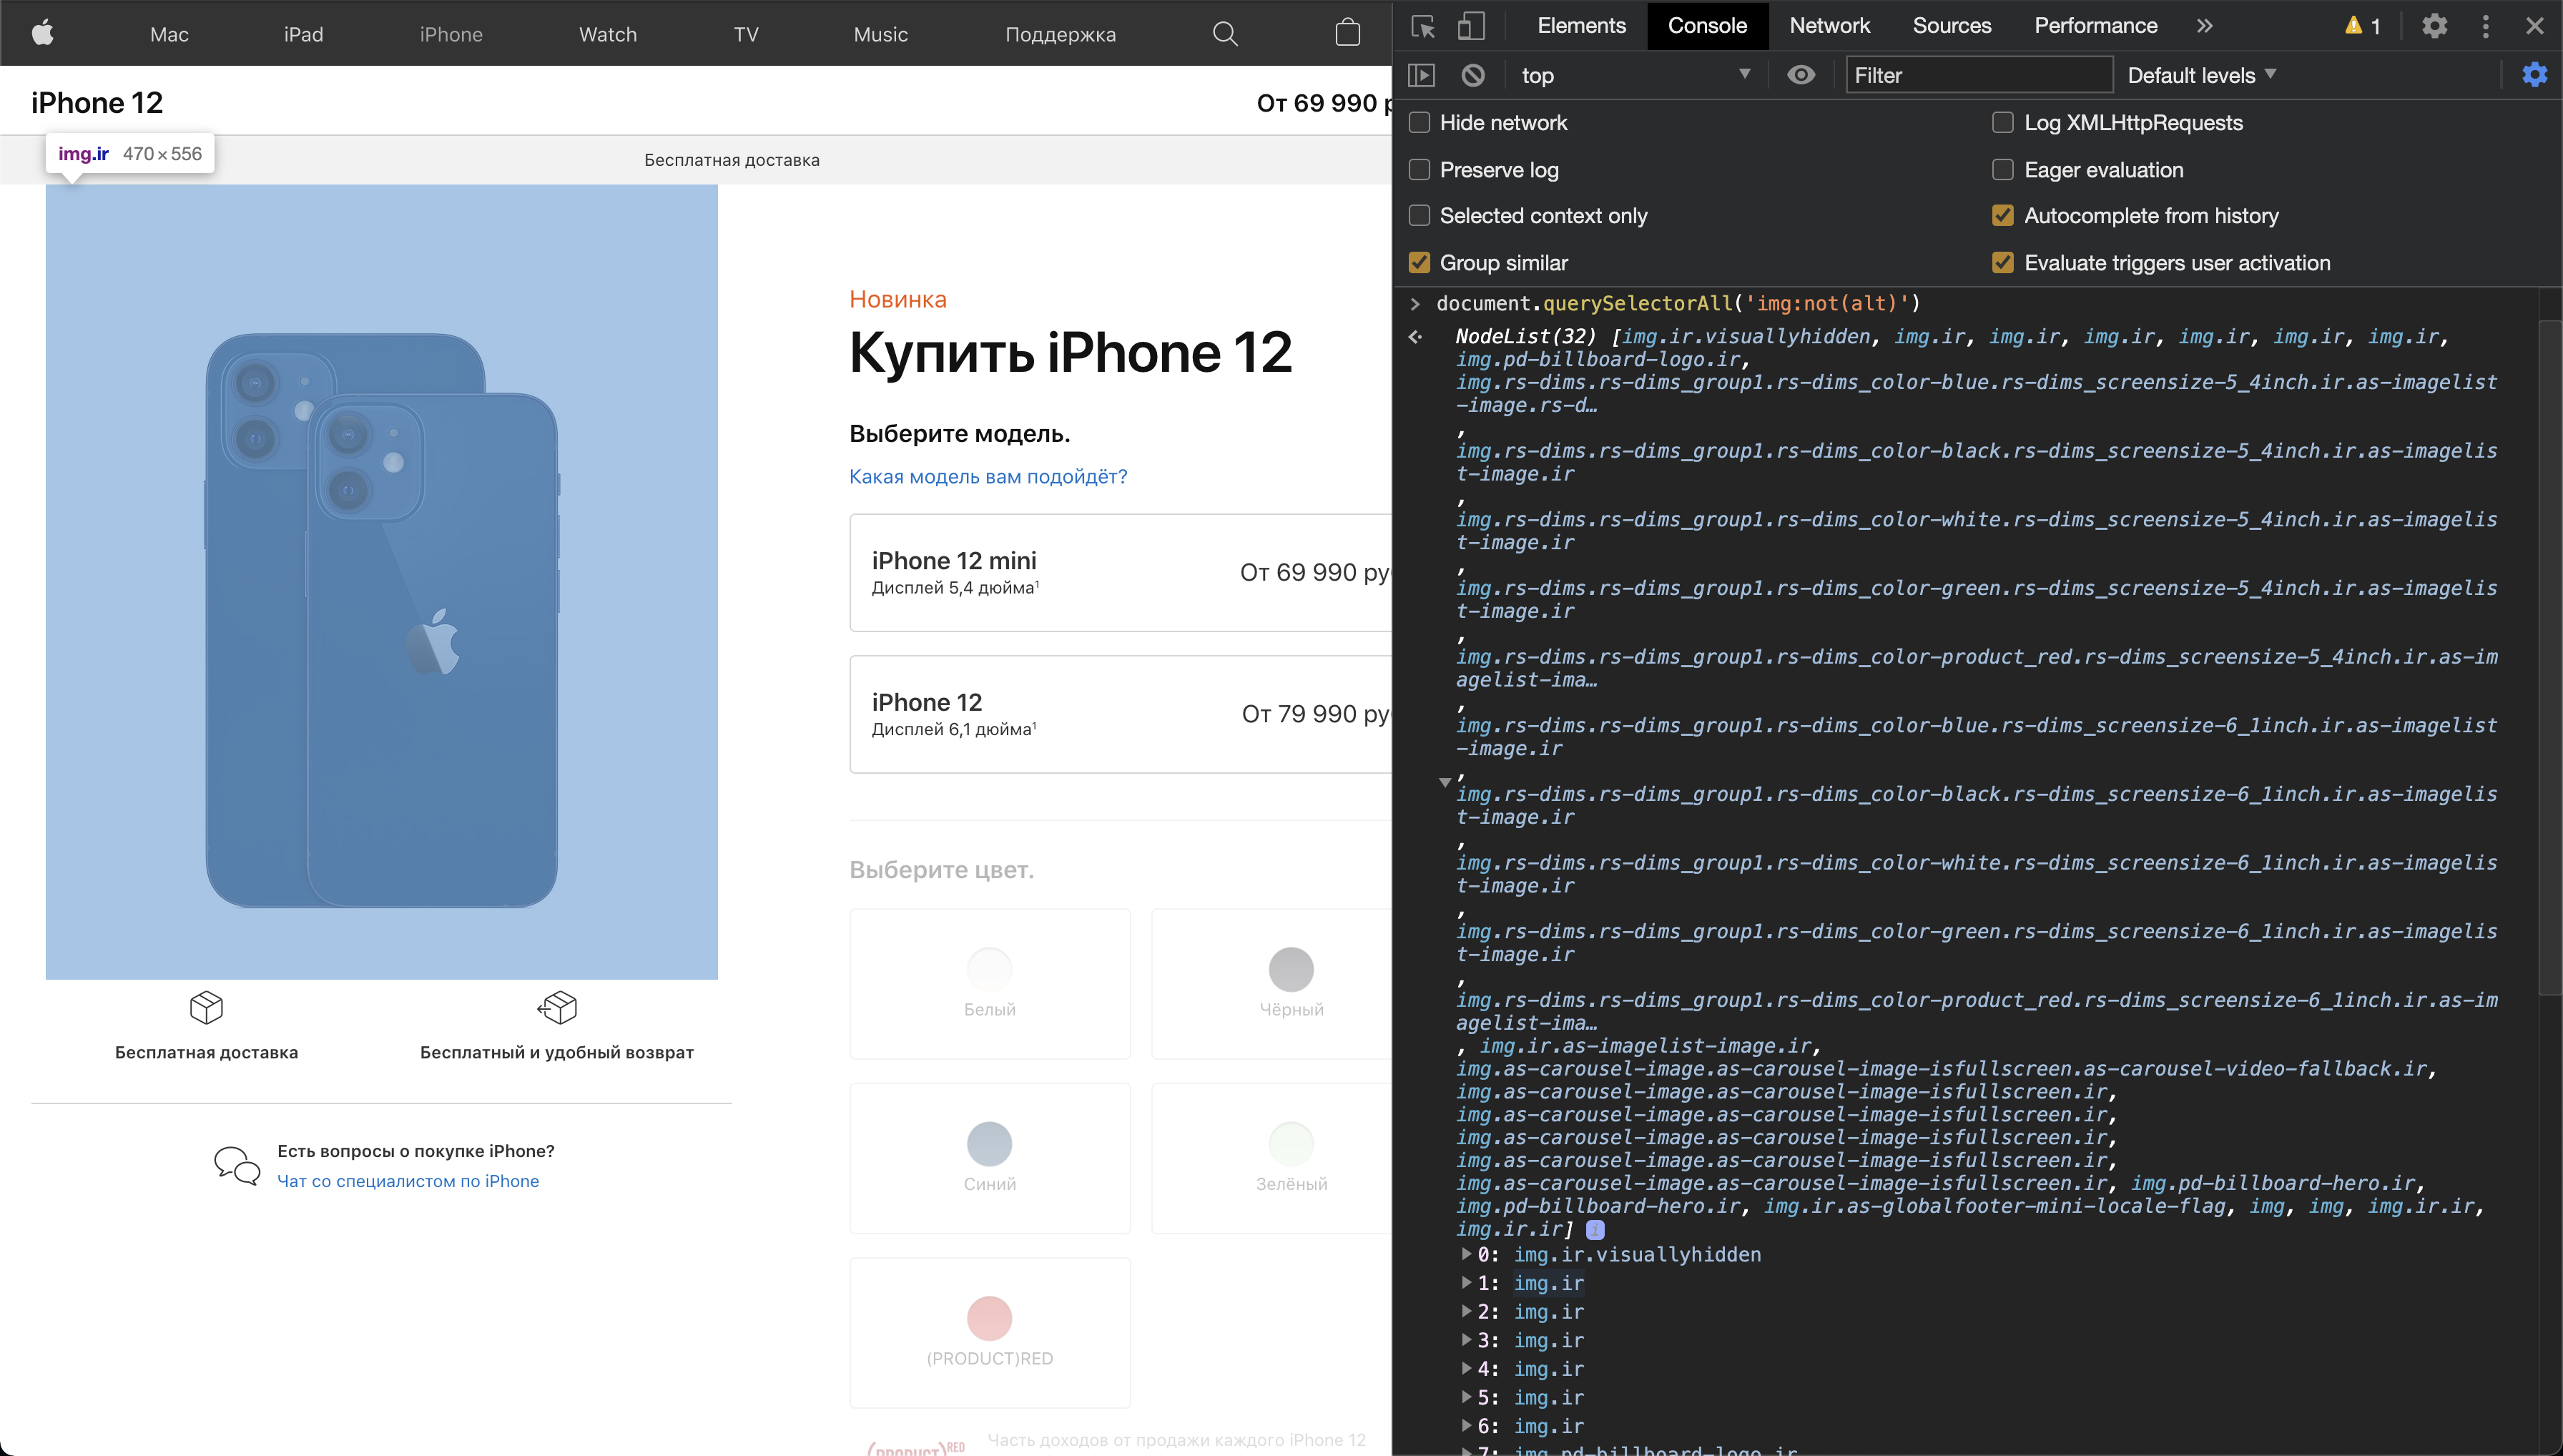 Mac iPad iPhone Watch TV Music Поддержка
iPhone 12
От 69 990 р
img.ir 470×556
Бесплатная доставка
Новинка
Купить iPhone 12
Выберите модель.
Какая модель вам подойдёт?
iPhone 12 mini
Дисплей 5,4 дюйма¹
От 69 990 ру
iPhone 12
Дисплей 6,1 дюйма¹
От 79 990 ру
Выберите цвет.
Белый
Чёрный
Синий
Зелёный
(PRODUCT)RED
(PRODUCT)RED
Часть доходов от продажи каждого iPhone 12
Бесплатная доставка
Бесплатный и удобный возврат
Есть вопросы о покупке iPhone?
Чат со специалистом по iPhone
Elements Console Network Sources Performance 1
top Filter Default levels
Hide network
Log XMLHttpRequests
Preserve log
Eager evaluation
Selected context only
Autocomplete from history
Group similar
Evaluate triggers user activation
document.querySelectorAll('img:not(alt)')
NodeList(32) [img.ir.visuallyhidden, img.ir, img.ir, img.ir, img.ir, img.ir, img.ir,
img.pd-billboard-logo.ir,
img.rs-dims.rs-dims_group1.rs-dims_color-blue.rs-dims_screensize-5_4inch.ir.as-imagelist
-image.rs-d…
,
img.rs-dims.rs-dims_group1.rs-dims_color-black.rs-dims_screensize-5_4inch.ir.as-imagelis
t-image.ir
,
img.rs-dims.rs-dims_group1.rs-dims_color-white.rs-dims_screensize-5_4inch.ir.as-imagelis
t-image.ir
,
img.rs-dims.rs-dims_group1.rs-dims_color-green.rs-dims_screensize-5_4inch.ir.as-imagelis
t-image.ir
,
img.rs-dims.rs-dims_group1.rs-dims_color-product_red.rs-dims_screensize-5_4inch.ir.as-im
agelist-ima…
,
img.rs-dims.rs-dims_group1.rs-dims_color-blue.rs-dims_screensize-6_1inch.ir.as-imagelist
-image.ir
,
img.rs-dims.rs-dims_group1.rs-dims_color-black.rs-dims_screensize-6_1inch.ir.as-imagelis
t-image.ir
,
img.rs-dims.rs-dims_group1.rs-dims_color-white.rs-dims_screensize-6_1inch.ir.as-imagelis
t-image.ir
,
img.rs-dims.rs-dims_group1.rs-dims_color-green.rs-dims_screensize-6_1inch.ir.as-imagelis
t-image.ir
,
img.rs-dims.rs-dims_group1.rs-dims_color-product_red.rs-dims_screensize-6_1inch.ir.as-im
agelist-ima…
, img.ir.as-imagelist-image.ir,
img.as-carousel-image.as-carousel-image-isfullscreen.as-carousel-video-fallback.ir,
img.as-carousel-image.as-carousel-image-isfullscreen.ir,
img.as-carousel-image.as-carousel-image-isfullscreen.ir,
img.as-carousel-image.as-carousel-image-isfullscreen.ir,
img.as-carousel-image.as-carousel-image-isfullscreen.ir,
img.as-carousel-image.as-carousel-image-isfullscreen.ir, img.pd-billboard-hero.ir,
img.pd-billboard-hero.ir, img.ir.as-globalfooter-mini-locale-flag, img, img, img.ir.ir,
img.ir.ir] i
0: img.ir.visuallyhidden
1: img.ir
2: img.ir
3: img.ir
4: img.ir
5: img.ir
6: img.ir
7: img.pd-billboard-logo.ir